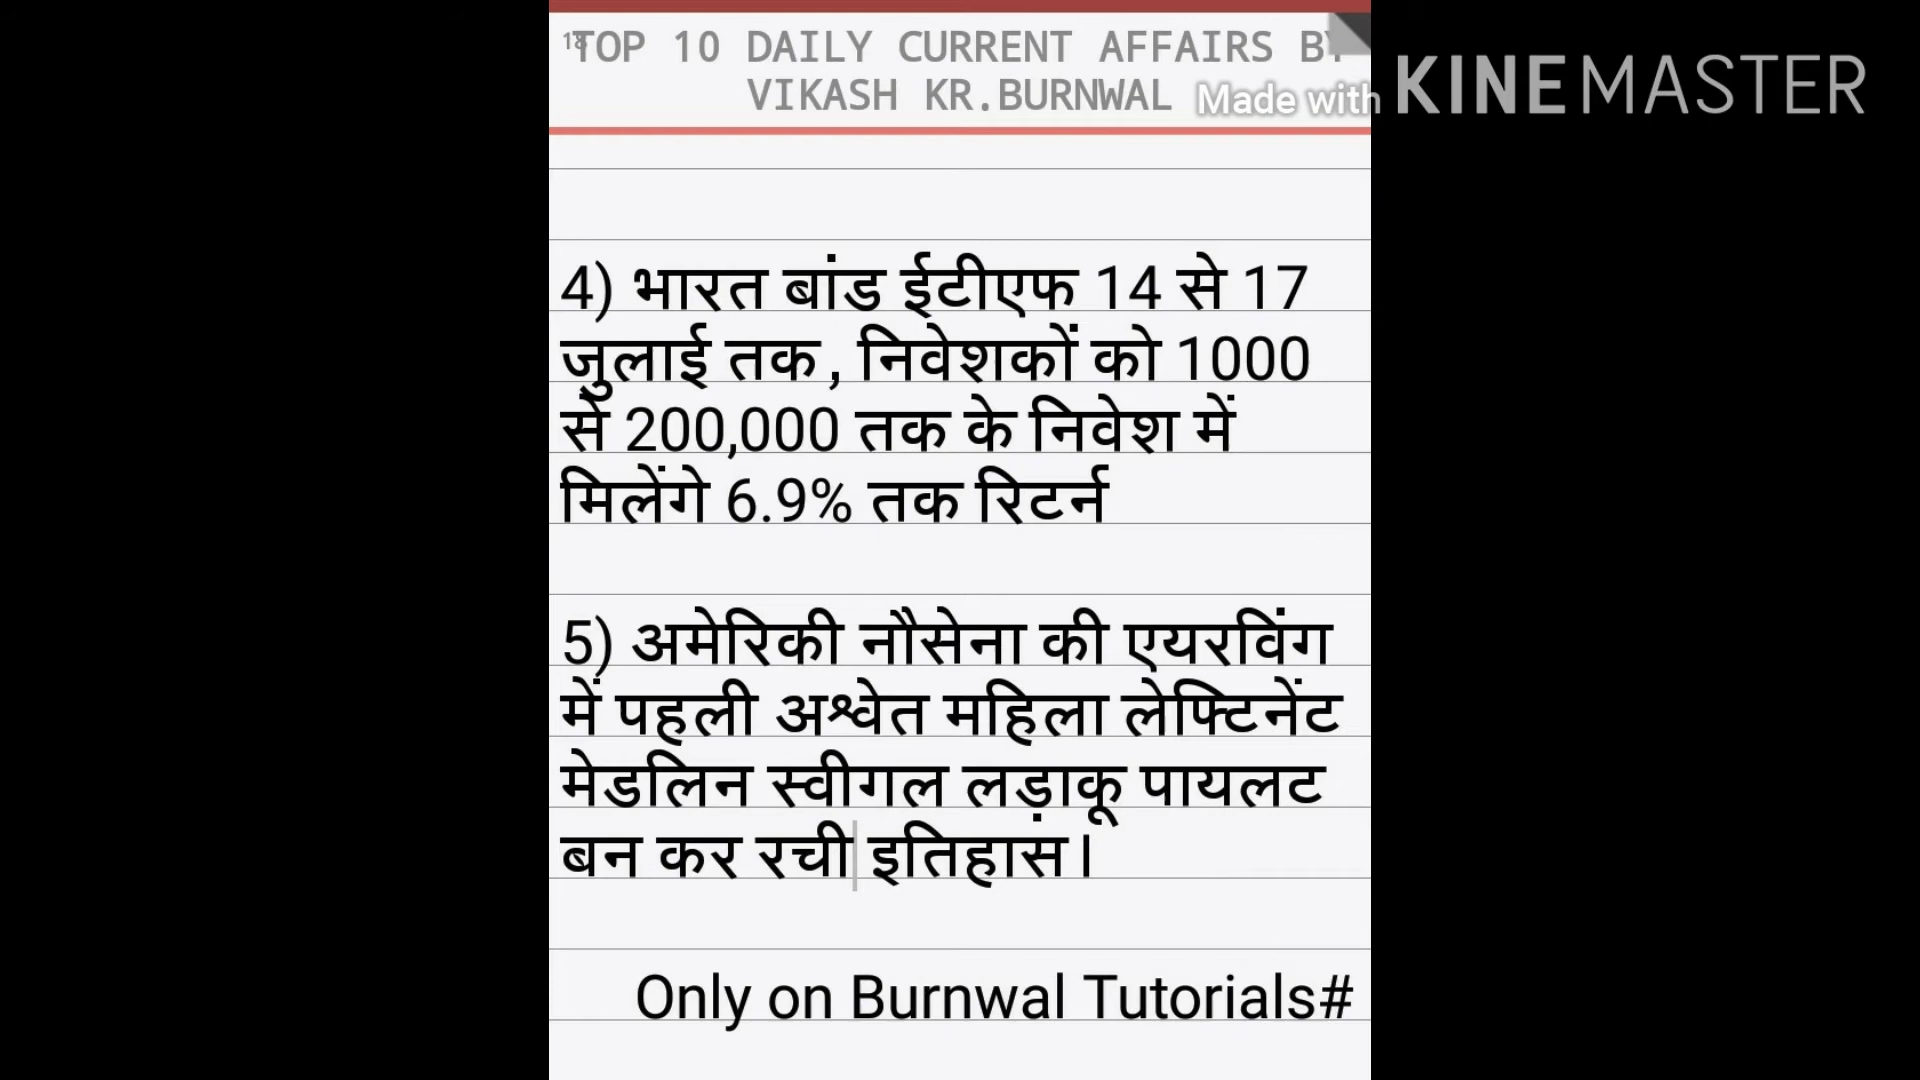 18
TOP 10 DAILY CURRENT AFFAIRS BY
VIKASH KR.BURNWAL
Made with KINEMASTER
4) भारत बांड ईटीएफ 14 से 17
जुलाई तक, निवेशकों को 1000
से 200,000 तक के निवेश में
मिलेंगे 6.9% तक रिटर्न
5) अमेरिकी नौसेना की एयरविंग
में पहली अश्वेत महिला लेफ्टिनेंट
मेडलिन स्वीगल लड़ाकू पायलट
बन कर रची इतिहास।
Only on Burnwal Tutorials#